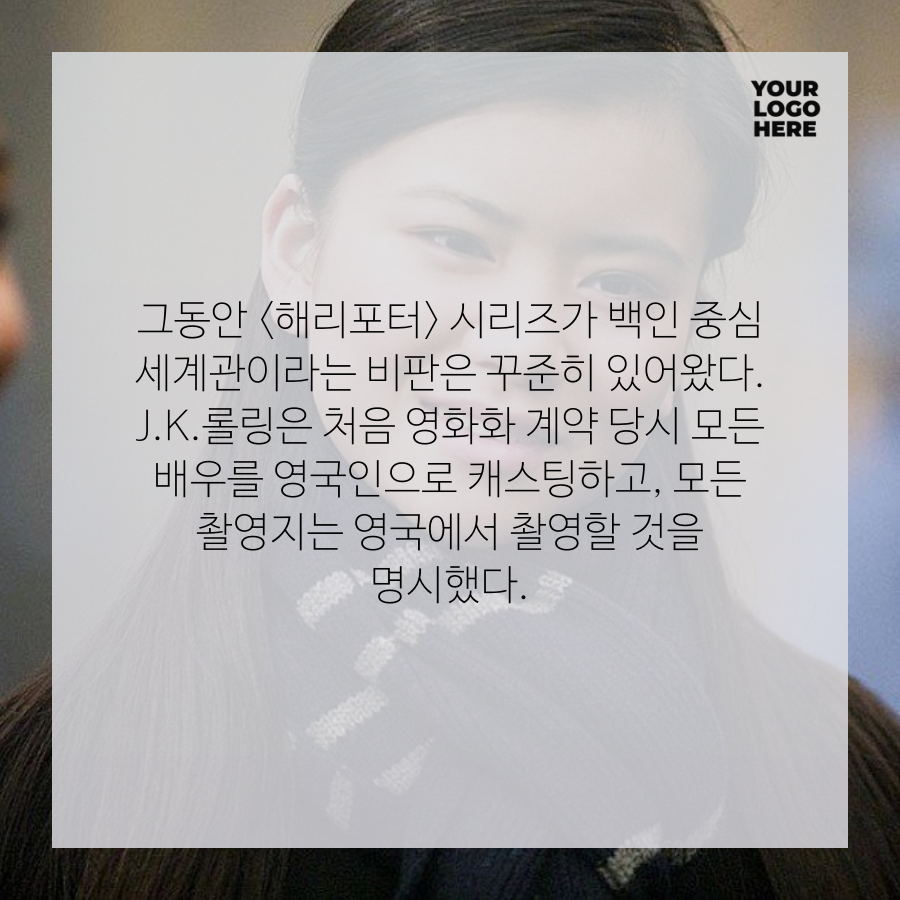 YOUR
LOGO
HERE
그동안 <해리포터> 시리즈가 백인 중심
세계관이라는 비판은 꾸준히 있어왔다.
J.K.롤링은 처음 영화화 계약 당시 모든
배우를 영국인으로 캐스팅하고, 모든
촬영지는 영국에서 촬영할 것을
명시했다.